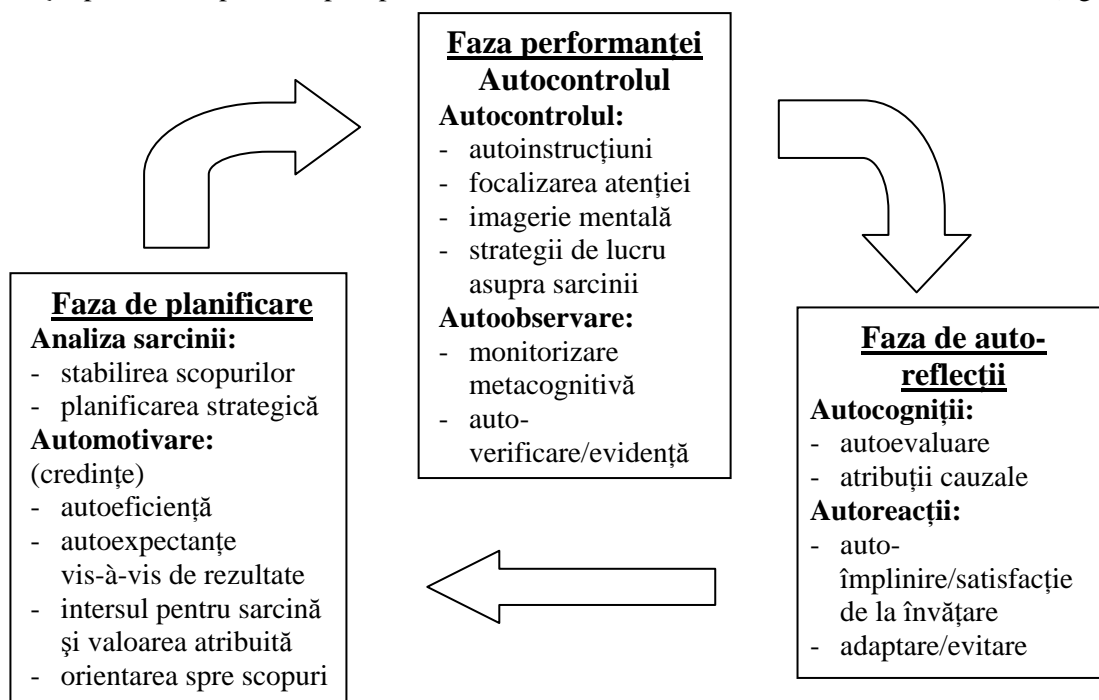 Faza performanței
Autocontrolul
Autocontrolul:
- autoinstrucțiuni
- focalizarea atenției
- imagerie mentală
- strategii de lucru
asupra sarcinii
Autoobservare:
- monitorizare
metacognitivă
- auto-
verificare/evidență
Faza de planificare
Analiza sarcinii:
- stabilirea scopurilor
- planificarea strategică
Automotivare:
(credințe)
- autoeficiență
- autoexpectanțe
vis-à-vis de rezultate
- intersul pentru sarcină
și valoarea atribuită
- orientarea spre scopuri
Faza de auto-
reflecții
Autocogniții:
- autoevaluare
- atribuții cauzale
Autoreacții:
- auto-
împlinire/satisfacție
de la învățare
- adaptare/evitare